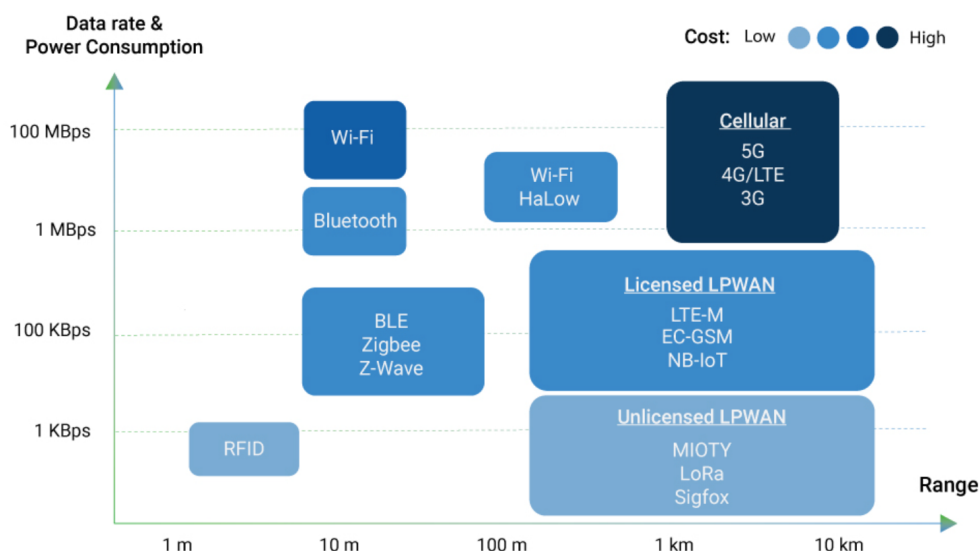 Data rate &
Power Consumption
Cost: Low High
100 MBps
1 MBps
100 KBps
1 KBps
Wi-Fi
Bluetooth
Wi-Fi
HaLow
Cellular
5G
4G/LTE
3G
BLE
Zigbee
Z-Wave
Licensed LPWAN
LTE-M
EC-GSM
NB-IoT
RFID
Unlicensed LPWAN
MIOTY
LoRa
Sigfox
Range
1 m 10 m 100 m 1 km 10 km